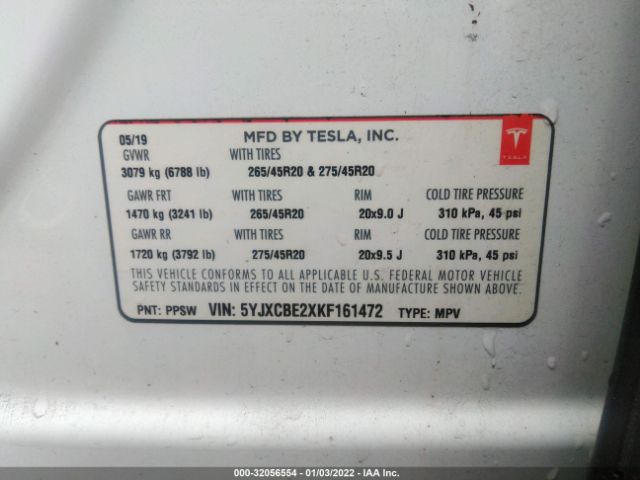 05/19 MFD BY TESLA, INC.
GVWR WITH TIRES
3079 kg (6788 lb) 265/45R20 & 275/45R20
TESLA
GAWR FRT WITH TIRES RIM COLD TIRE PRESSURE
1470 kg (3241 lb) 265/45R20 20x9.0 J 310 kPa, 45 psi
GAWR RR WITH TIRES RIM COLD TIRE PRESSURE
1720 kg (3792 lb) 275/45R20 20x9.5 J 310 kPa, 45 psi
THIS VEHICLE CONFORMS TO ALL APPLICABLE U.S. FEDERAL MOTOR VEHICLE
SAFETY STANDARDS IN EFFECT ON THE DATE OF MANUFACTURE SHOWN ABOVE.
PNT: PPSW VIN: 5YJXCBE2XKF161472 TYPE: MPV
000-32056554 - 01/03/2022 - IAA Inc.